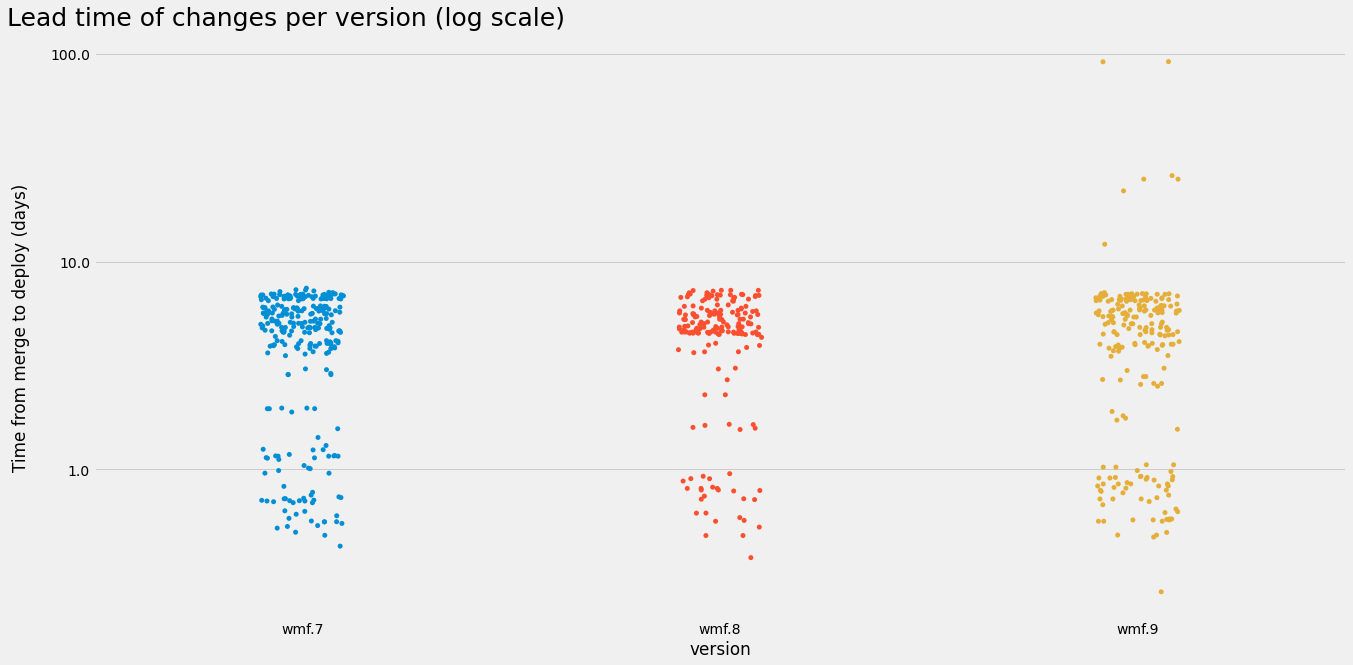 Lead time of changes per version (log scale)
Time from merge to deploy (days)
100.0
10.0
1.0
wmf.7
wmf.8
wmf.9
version